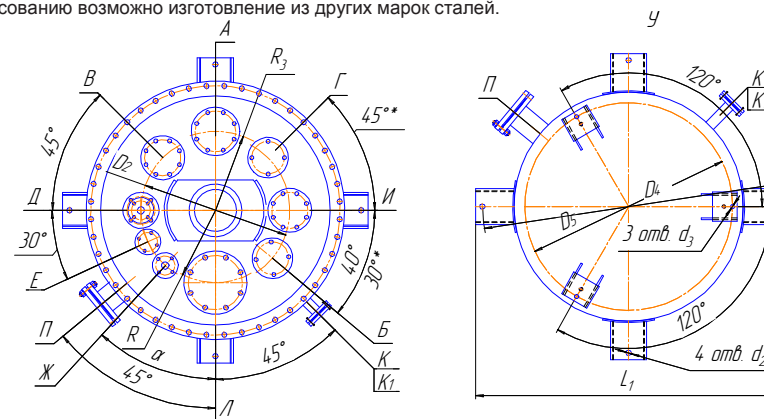 сованию возможно изготовление из других марок сталей.
А
У
R3
В
Г
120°
К
К
П
45°
45°*
D2
Д
И
D4
D5
30°
3 отв. d3
40°
30°*
Е
П
R
Б
120°
Ж
α
45°
45°
К
К1
4 отв. d2
Л
L1